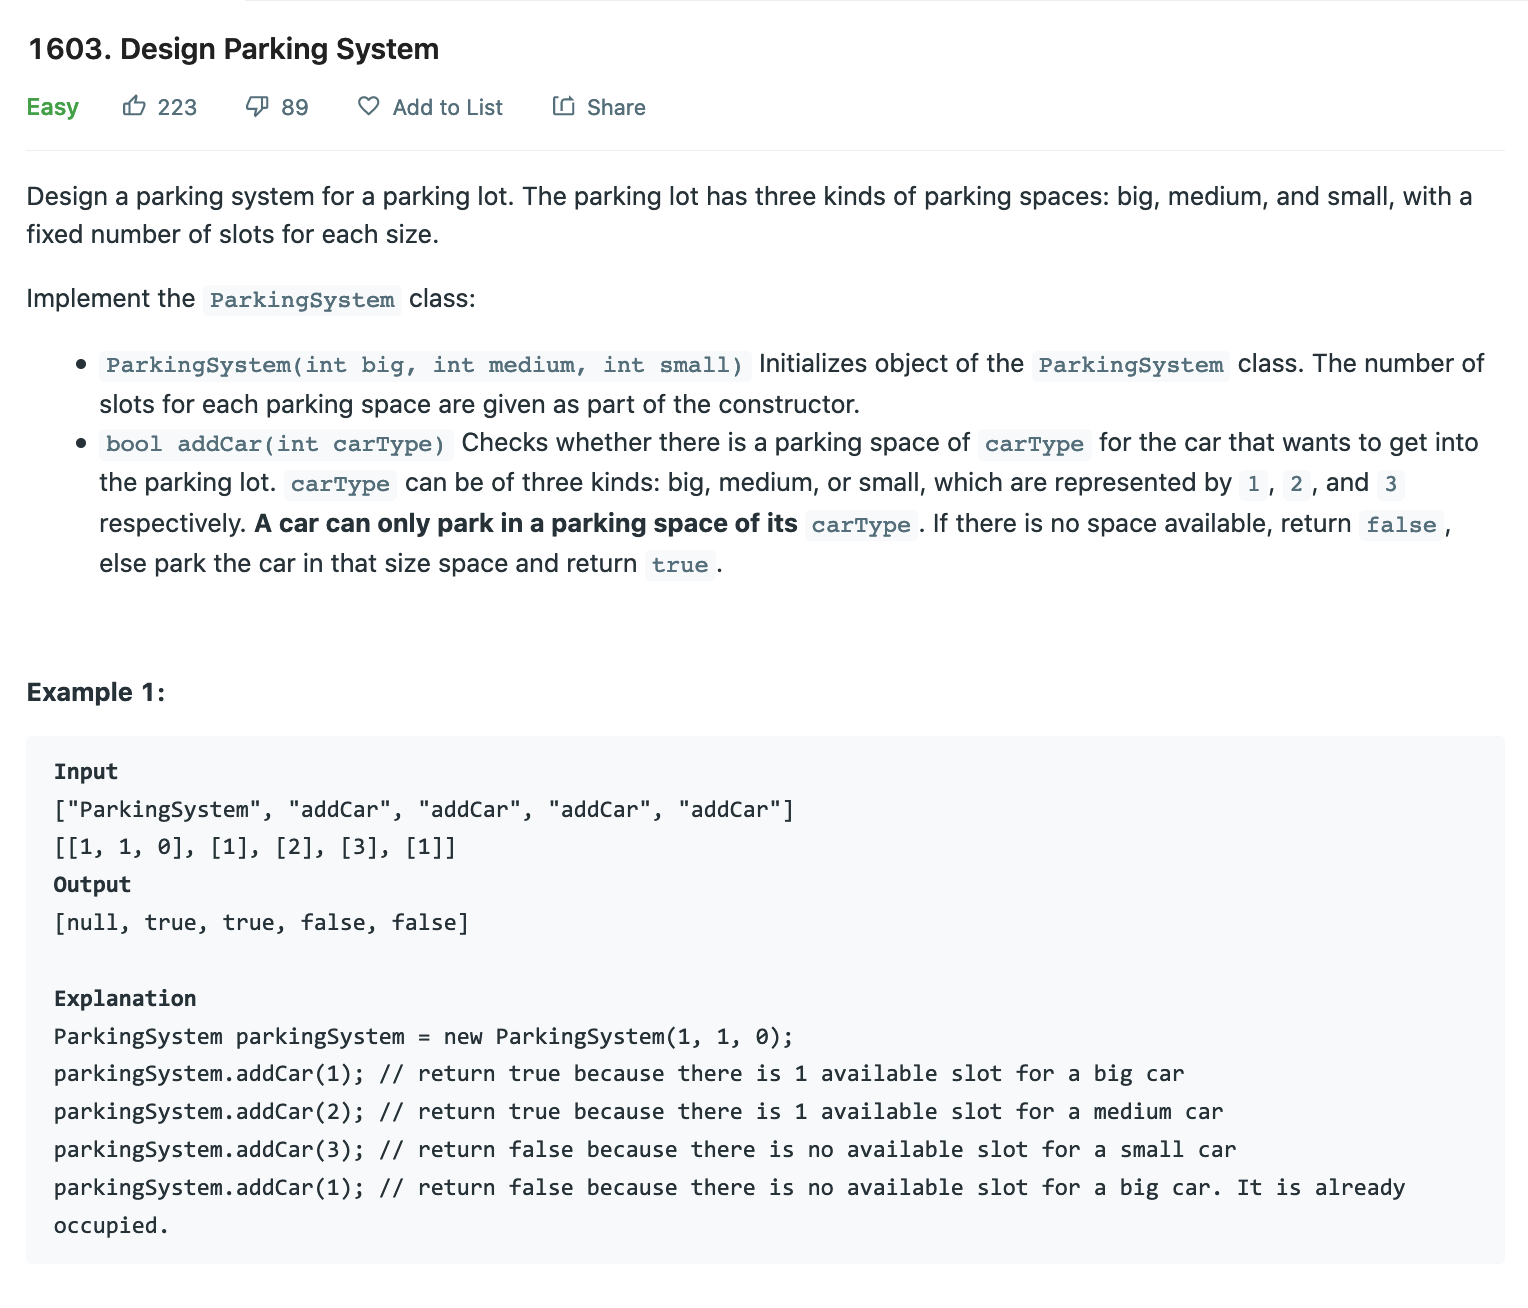 1603. Design Parking System
Easy 223 89 Add to List Share
Design a parking system for a parking lot. The parking lot has three kinds of parking spaces: big, medium, and small, with a
fixed number of slots for each size.
Implement the ParkingSystem class:
• ParkingSystem(int big, int medium, int small) Initializes object of the ParkingSystem class. The number of
slots for each parking space are given as part of the constructor.
• bool addCar(int carType) Checks whether there is a parking space of carType for the car that wants to get into
the parking lot. carType can be of three kinds: big, medium, or small, which are represented by 1, 2, and 3
respectively. A car can only park in a parking space of its carType. If there is no space available, return false,
else park the car in that size space and return true.
Example 1:
Input
["ParkingSystem", "addCar", "addCar", "addCar", "addCar"]
[[1, 1, 0], [1], [2], [3], [1]]
Output
[null, true, true, false, false]
Explanation
ParkingSystem parkingSystem = new ParkingSystem(1, 1, 0);
parkingSystem.addCar(1); // return true because there is 1 available slot for a big car
parkingSystem.addCar(2); // return true because there is 1 available slot for a medium car
parkingSystem.addCar(3); // return false because there is no available slot for a small car
parkingSystem.addCar(1); // return false because there is no available slot for a big car. It is already
occupied.